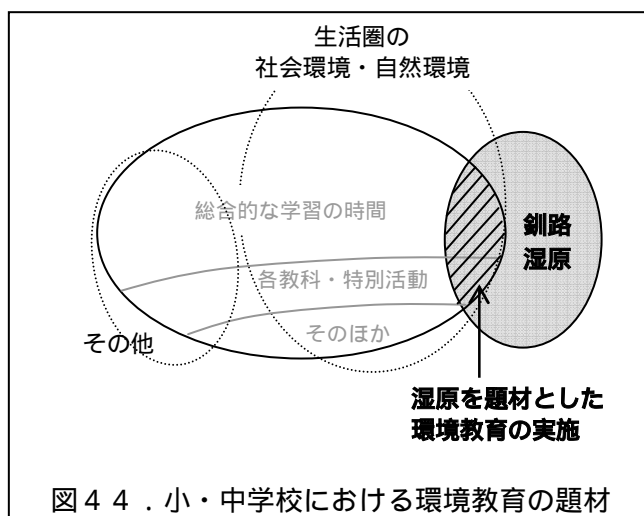 生活圏の
社会環境・自然環境
総合的な学習の時間
釧路
湿原
各教科・特別活動
そのほか
その他
湿原を題材とした
環境教育の実施
図44．小・中学校における環境教育の題材